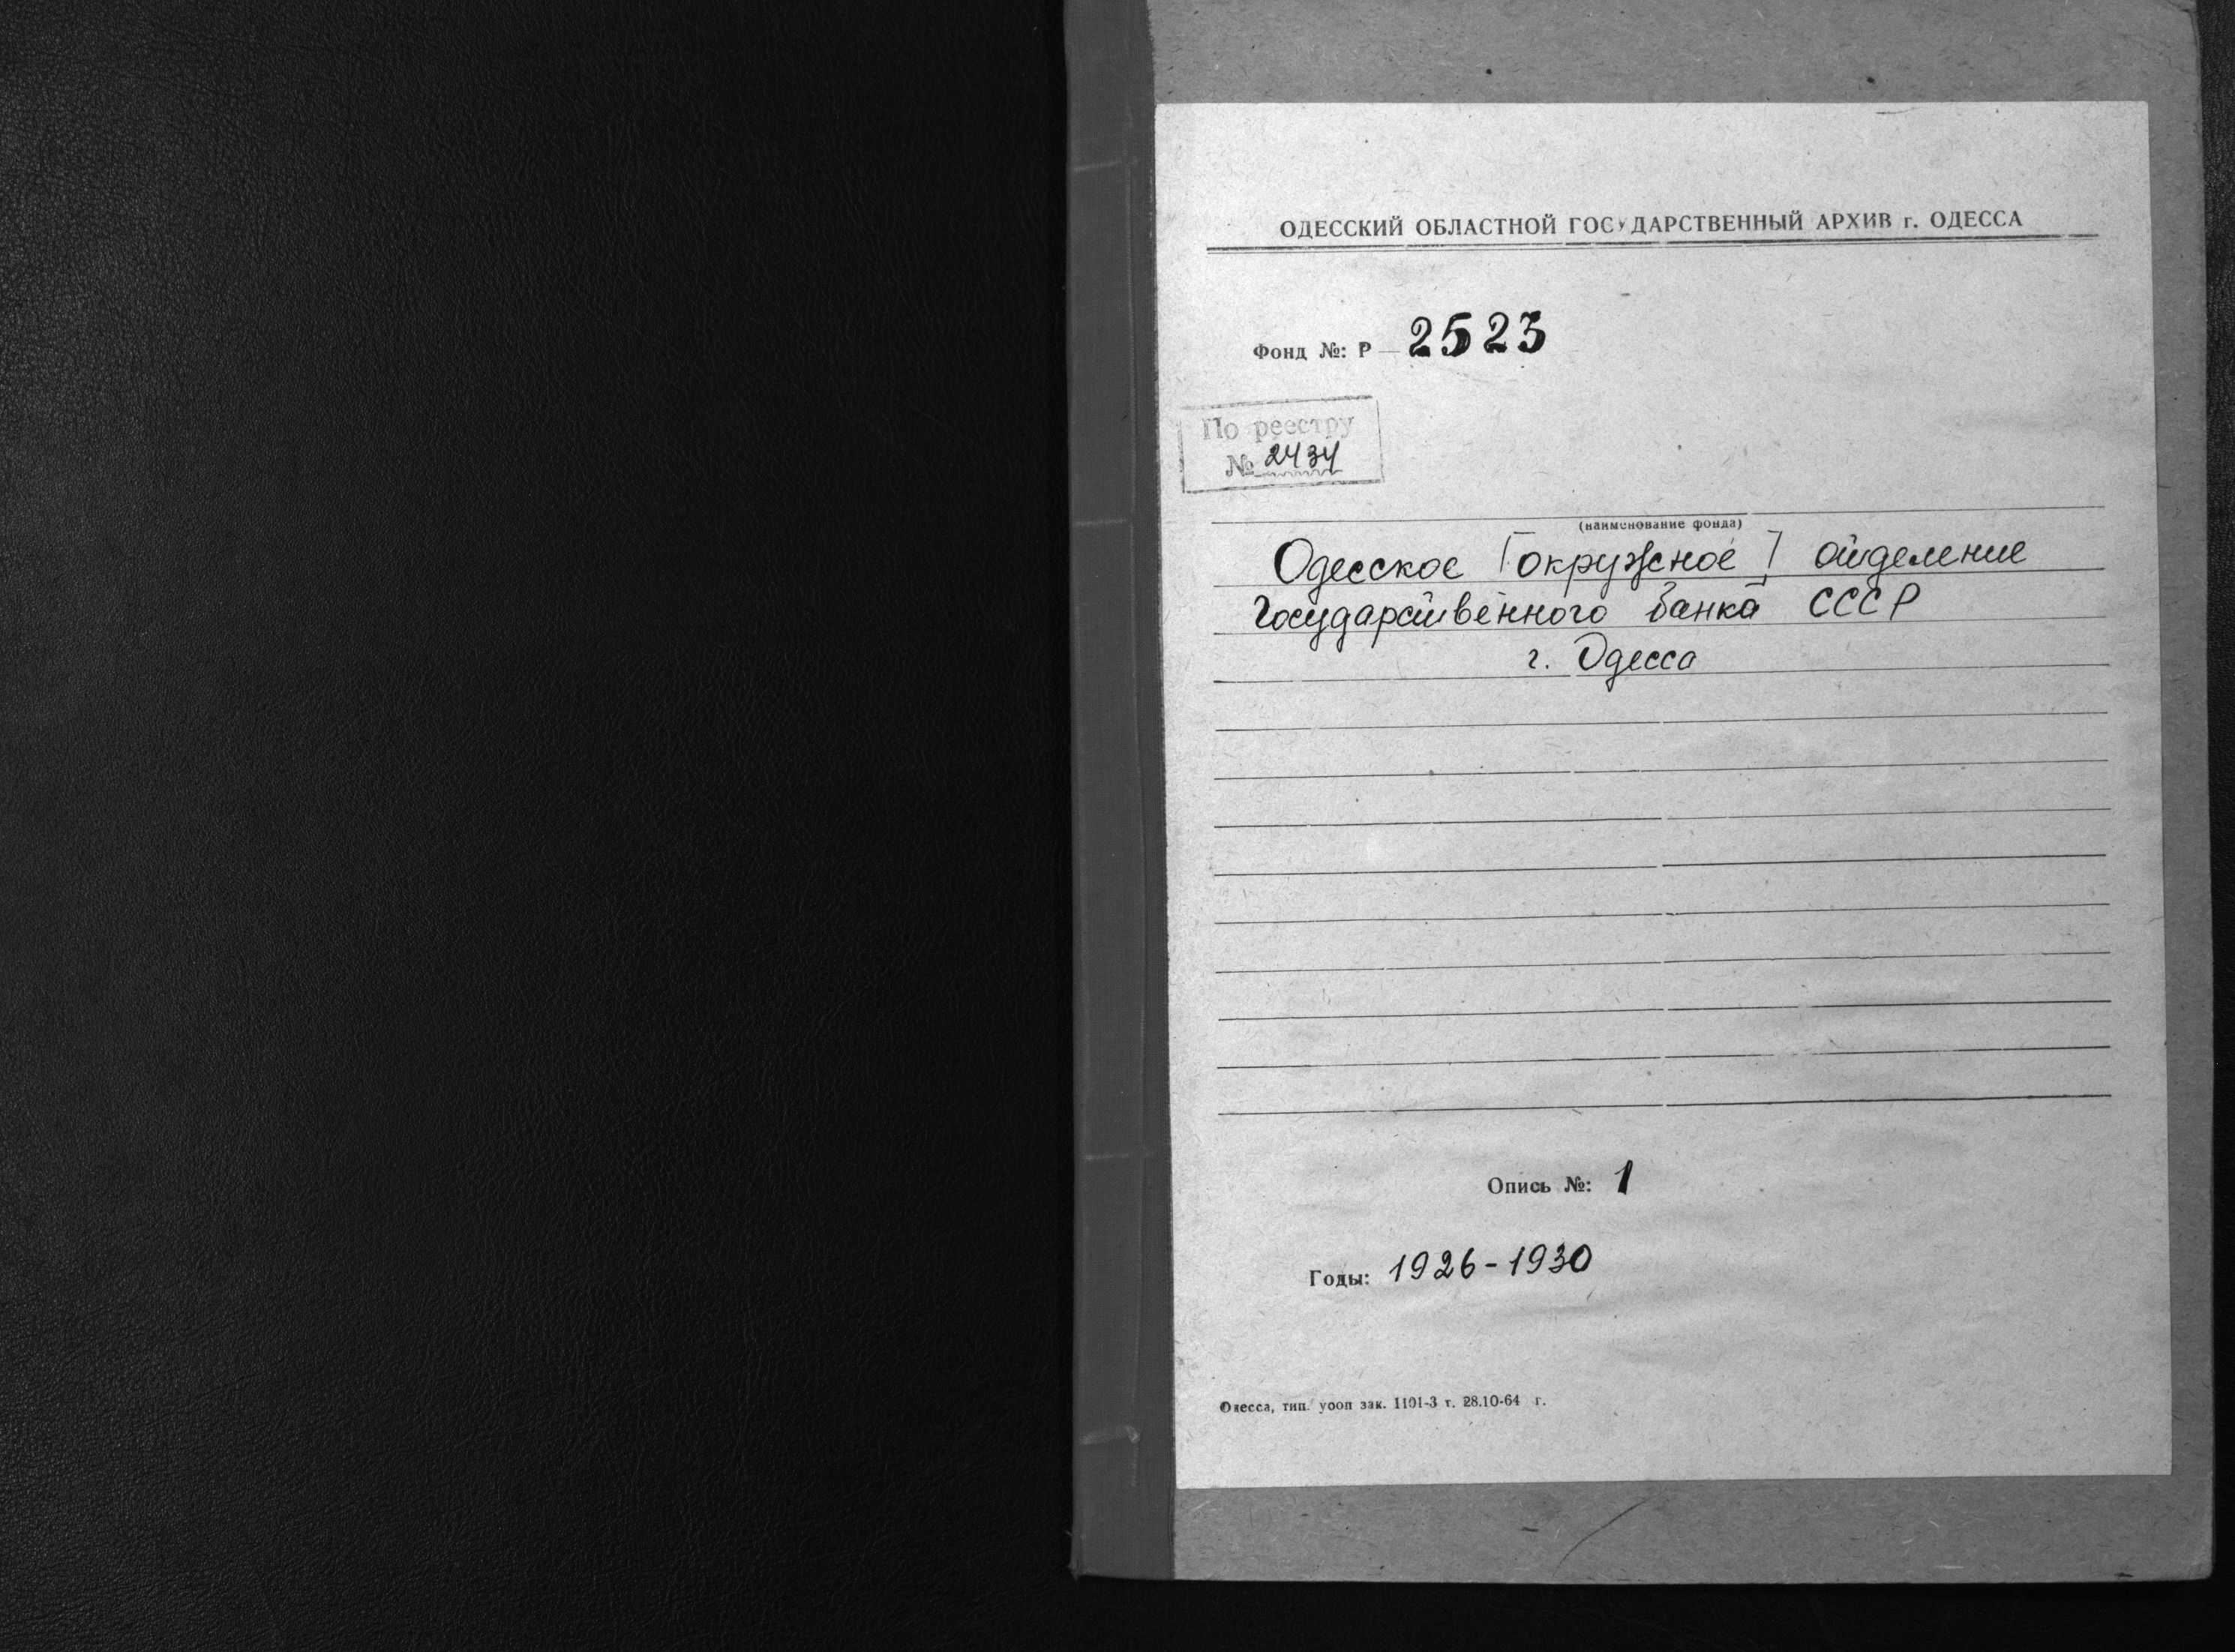 ОДЕССКИЙ ОБЛАСТНОЙ ГОСУДАРСТВЕННЫЙ АРХИВ г. ОДЕССА
Фонд №: Р — 2523
По реестру
№ 2434
(наименование фонда)
Одесское [окружное] отделение
Государственного банка СССР
г. Одесса
Опись №: 1
Годы: 1926-1930
Одесса, тип. уооп зак. 1101-3 т. 28.10-64 г.